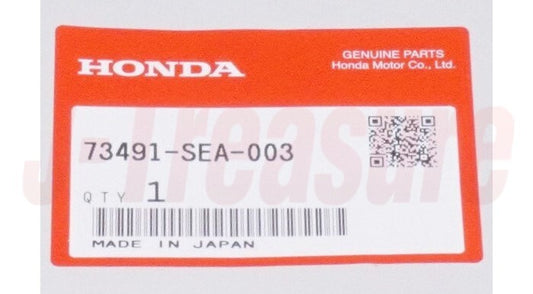 HONDA
GENUINE PARTS
Honda Motor Co., Ltd.
73491-SEA-003
QTY 1
MADE IN JAPAN
J-Treasure